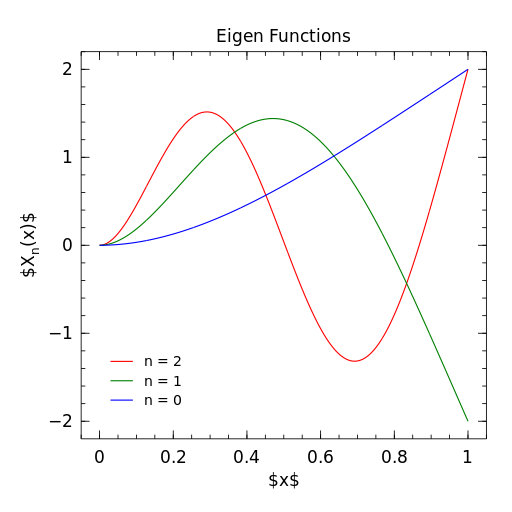 Eigen Functions
2
1
0
−1
−2
$X_n(x)$
n = 2
n = 1
n = 0
0 0.2 0.4 0.6 0.8 1
$x$